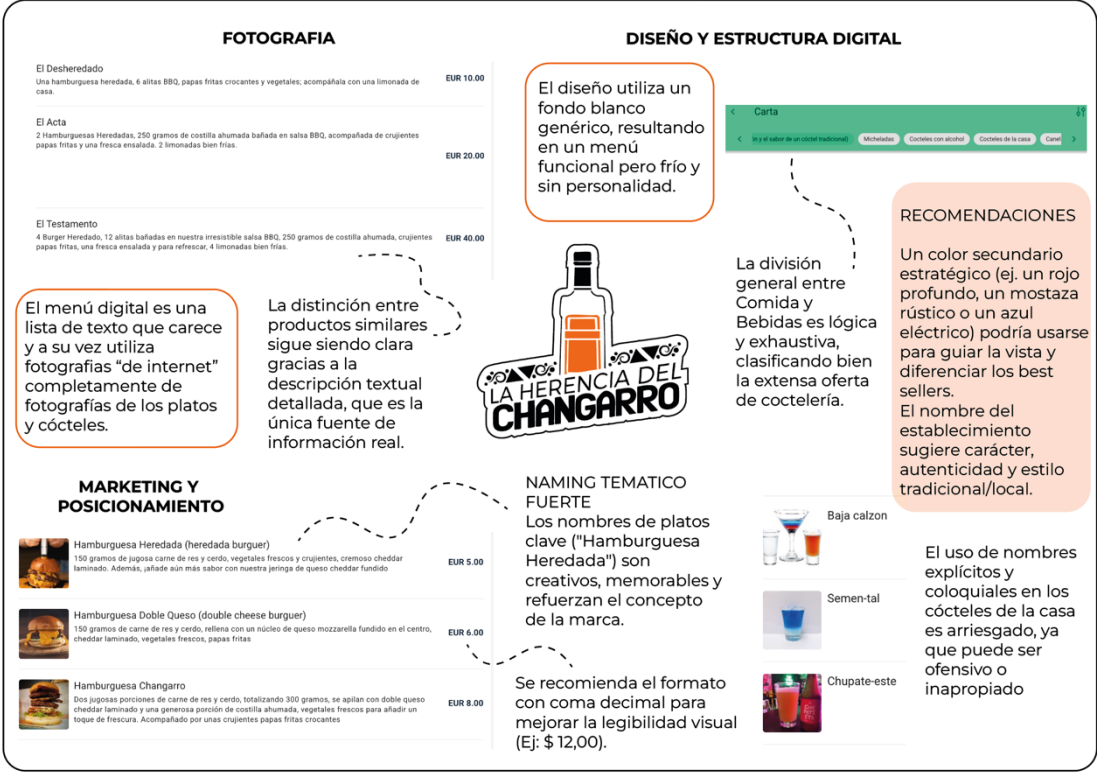 FOTOGRAFIA
El Desheredado
Una hamburguesa heredada, 6 alitas BBQ, papas fritas crocantes y vegetales; acompáñala con una limonada de
casa.
EUR 10.00
El Acta
2 Hamburguesas Heredadas, 250 gramos de costilla ahumada bañada en salsa BBQ, acompañada de crujientes
papas fritas y una fresca ensalada. 2 limonadas bien frías.
EUR 20.00
El Testamento
4 Burger Heredado, 12 alitas bañadas en nuestra irresistible salsa BBQ, 250 gramos de costilla ahumada, crujientes
papas fritas, una fresca ensalada y para refrescar, 4 limonadas bien frías.
EUR 40.00
El menú digital es una
lista de texto que carece
y a su vez utiliza
fotografias “de internet”
completamente de
fotografías de los platos
y cócteles.
La distinción entre
productos similares
sigue siendo clara
gracias a la
descripción textual
detallada, que es la
única fuente de
información real.
DISEÑO Y ESTRUCTURA DIGITAL
El diseño utiliza un
fondo blanco
genérico, resultando
en un menú
funcional pero frío y
sin personalidad.
Carta
in y el sabor de un cóctel tradicional)
Micheladas
Cocteles con alcohol
Cocteles de la casa
Canel
La división
general entre
Comida y
Bebidas es lógica
y exhaustiva,
clasificando bien
la extensa oferta
de coctelería.
RECOMENDACIONES
Un color secundario
estratégico (ej. un rojo
profundo, un mostaza
rústico o un azul
eléctrico) podría usarse
para guiar la vista y
diferenciar los best
sellers.
El nombre del
establecimiento
sugiere carácter,
autenticidad y estilo
tradicional/local.
LA HERENCIA DEL
CHANGARRO
MARKETING Y
POSICIONAMIENTO
Hamburguesa Heredada (heredada burguer)
150 gramos de jugosa carne de res y cerdo, vegetales frescos y crujientes, cremoso cheddar
laminado. Además, ¡añade aún más sabor con nuestra jeringa de queso cheddar fundido
EUR 5.00
Hamburguesa Doble Queso (double cheese burguer)
150 gramos de carne de res y cerdo, rellena con un núcleo de queso mozzarella fundido en el centro,
cheddar laminado, vegetales frescos, papas fritas
EUR 6.00
Hamburguesa Changarro
Dos jugosas porciones de carne de res y cerdo, totalizando 300 gramos, se apilan con doble queso
cheddar laminado y una generosa porción de costilla ahumada, vegetales frescos para añadir un
toque de frescura. Acompañado por unas crujientes papas fritas crocantes
EUR 8.00
NAMING TEMATICO
FUERTE
Los nombres de platos
clave ("Hamburguesa
Heredada") son
creativos, memorables y
refuerzan el concepto
de la marca.
Se recomienda el formato
con coma decimal para
mejorar la legibilidad visual
(Ej: $ 12,00).
Baja calzon
Semen-tal
Chupate-este
El uso de nombres
explícitos y
coloquiales en los
cócteles de la casa
es arriesgado, ya
que puede ser
ofensivo o
inapropiado